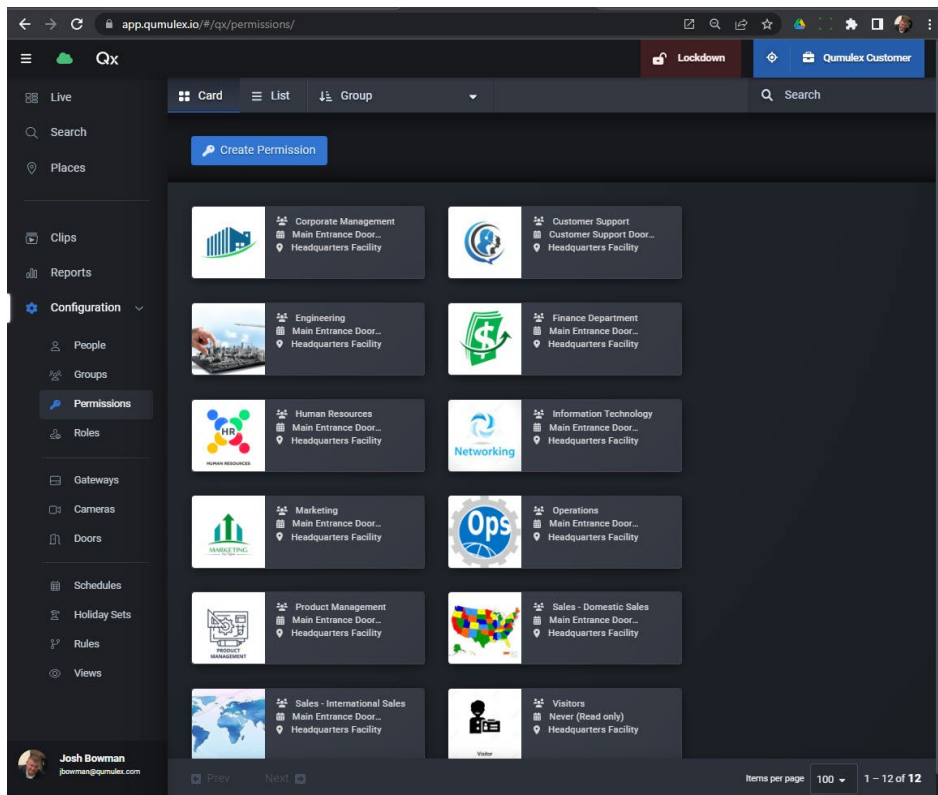 app.qumulex.io/#/qx/permissions/
Qx
Lockdown
Qumulex Customer
Live
Search
Places
Clips
Reports
Configuration
People
Groups
Permissions
Roles
Gateways
Cameras
Doors
Schedules
Holiday Sets
Rules
Views
Josh Bowman
jbowman@qumulex.com
Card
List
Group
Search
Create Permission
Corporate Management
Main Entrance Door...
Headquarters Facility
Customer Support
Customer Support Door...
Headquarters Facility
Engineering
Main Entrance Door...
Headquarters Facility
Finance Department
Main Entrance Door...
Headquarters Facility
HR
HUMAN RESOURCES
Human Resources
Main Entrance Door...
Headquarters Facility
Networking
Information Technology
Main Entrance Door...
Headquarters Facility
MARKETING
Marketing
Main Entrance Door...
Headquarters Facility
Ops
Operations
Main Entrance Door...
Headquarters Facility
PRODUCT
MANAGEMENT
Product Management
Main Entrance Door...
Headquarters Facility
Sales - Domestic Sales
Main Entrance Door...
Headquarters Facility
Sales - International Sales
Main Entrance Door...
Headquarters Facility
Visitor
Visitors
Never (Read only)
Headquarters Facility
Prev
Next
Items per page
100
1 – 12 of 12